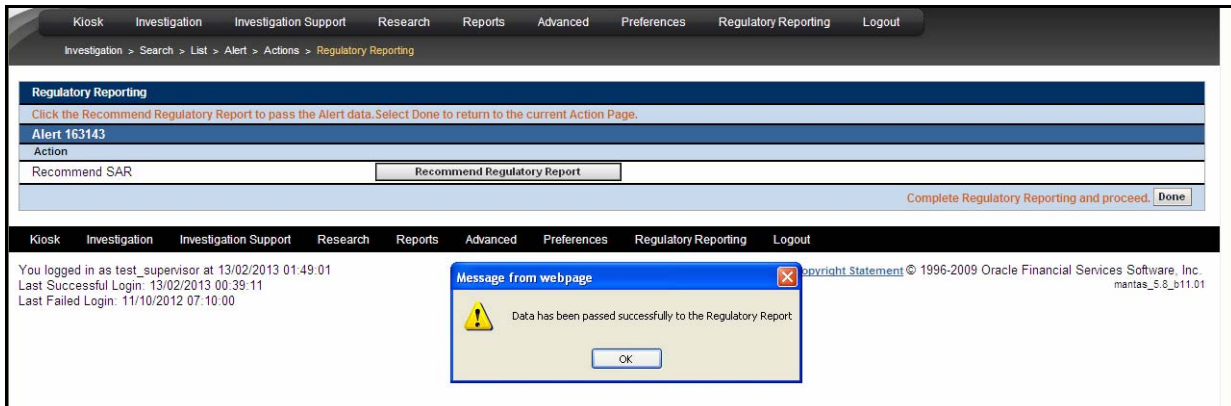 Kiosk Investigation Investigation Support Research Reports Advanced Preferences Regulatory Reporting Logout
Investigation > Search > List > Alert > Actions > Regulatory Reporting
Regulatory Reporting
Click the Recommend Regulatory Report to pass the Alert data.Select Done to return to the current Action Page.
Alert 163143
Action
Recommend SAR Recommend Regulatory Report
Complete Regulatory Reporting and proceed. Done
Kiosk Investigation Investigation Support Research Reports Advanced Preferences Regulatory Reporting Logout
You logged in as test_supervisor at 13/02/2013 01:49:01
Last Successful Login: 13/02/2013 00:39:11
Last Failed Login: 11/10/2012 07:10:00
opyright Statement © 1996-2009 Oracle Financial Services Software, Inc.
mantas_5.8_b11.01
Message from webpage
Data has been passed successfully to the Regulatory Report
OK